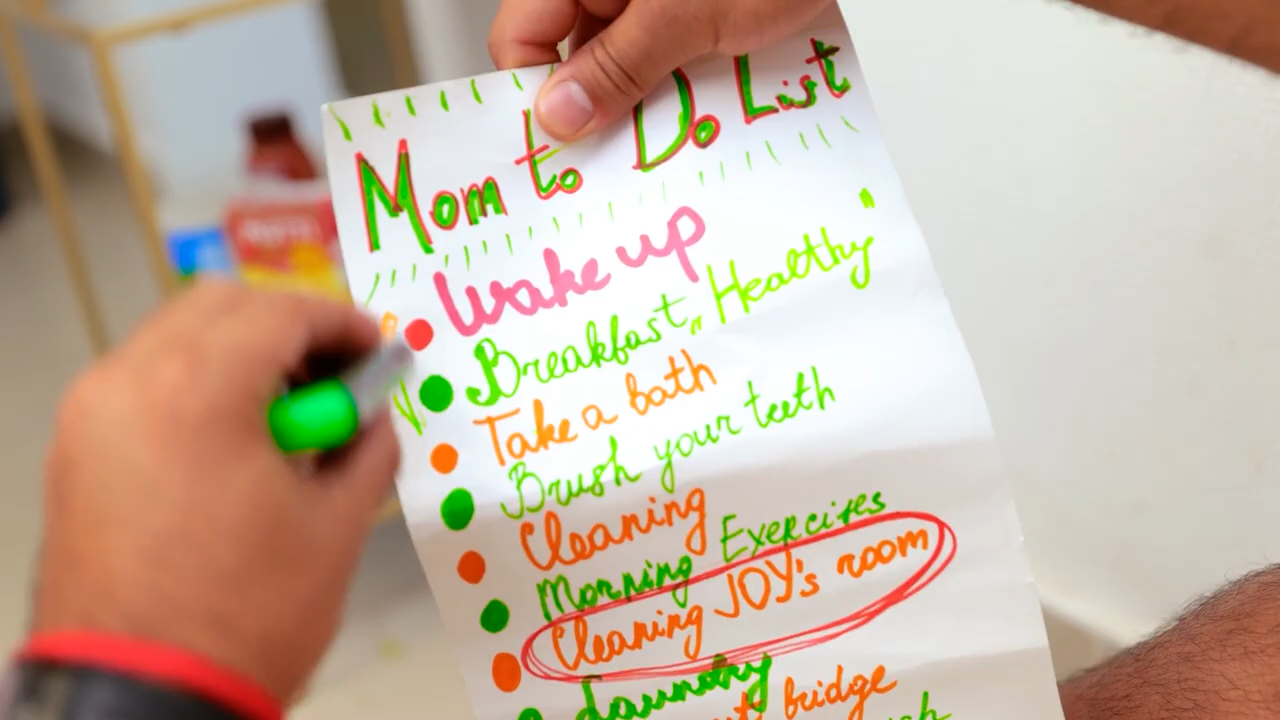 Mom to Do List
Wake up
Breakfast „Healthy"
Take a bath
Brush your teeth
Cleaning
Morning Exercises
Cleaning JOY's room
Laundry
bridge